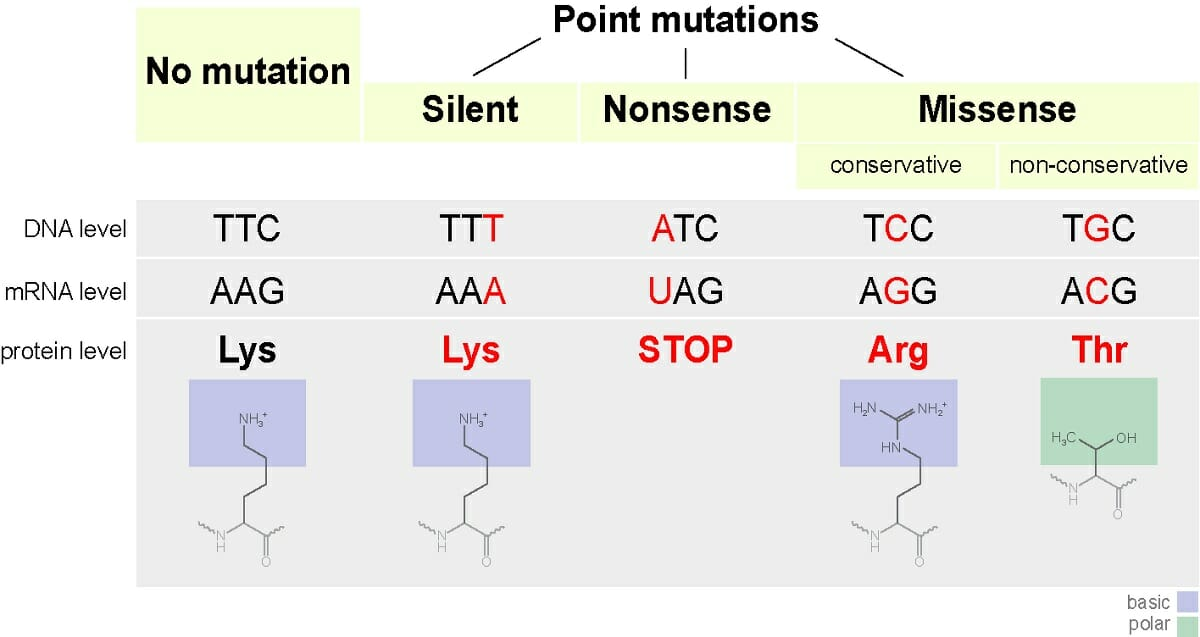 Point mutations
No mutation
Silent Nonsense Missense
conservative non-conservative
DNA level TTC TTT ATC TCC TGC
mRNA level AAG AAA UAG AGG ACG
protein level Lys Lys STOP Arg Thr
NH₃⁺ NH₃⁺ H₂N NH₂⁺
HN H₃C OH
N H O N H O N H O N H O
basic
polar